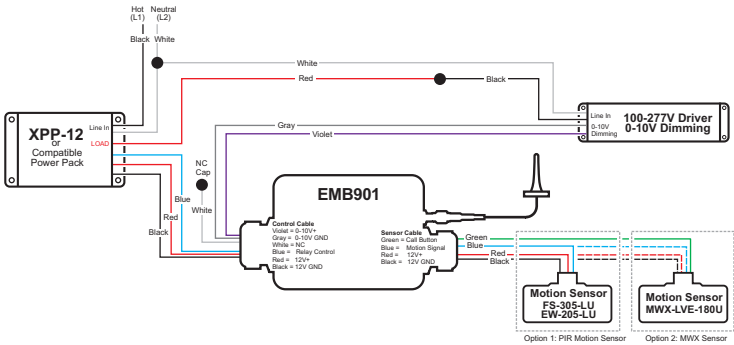 Hot
(L1)
Neutral
(L2)
Black
White
White
Red
Black
XPP-12
or
Compatible
Power Pack
Line In
LOAD
Line In
0-10V
Dimming
100-277V Driver
0-10V Dimming
Gray
Violet
NC
Cap
White
Blue
Red
Black
EMB901
Control Cable
Violet = 0-10V+
Gray = 0-10V GND
White = NC
Blue = Relay Control
Red = 12V+
Black = 12V GND
Sensor Cable
Green = Call Button
Blue = Motion Signal
Red = 12V+
Black = 12V GND
Green
Blue
Red
Black
Motion Sensor
FS-305-LU
EW-205-LU
Motion Sensor
MWX-LVE-180U
Option 1: PIR Motion Sensor
Option 2: MWX Sensor